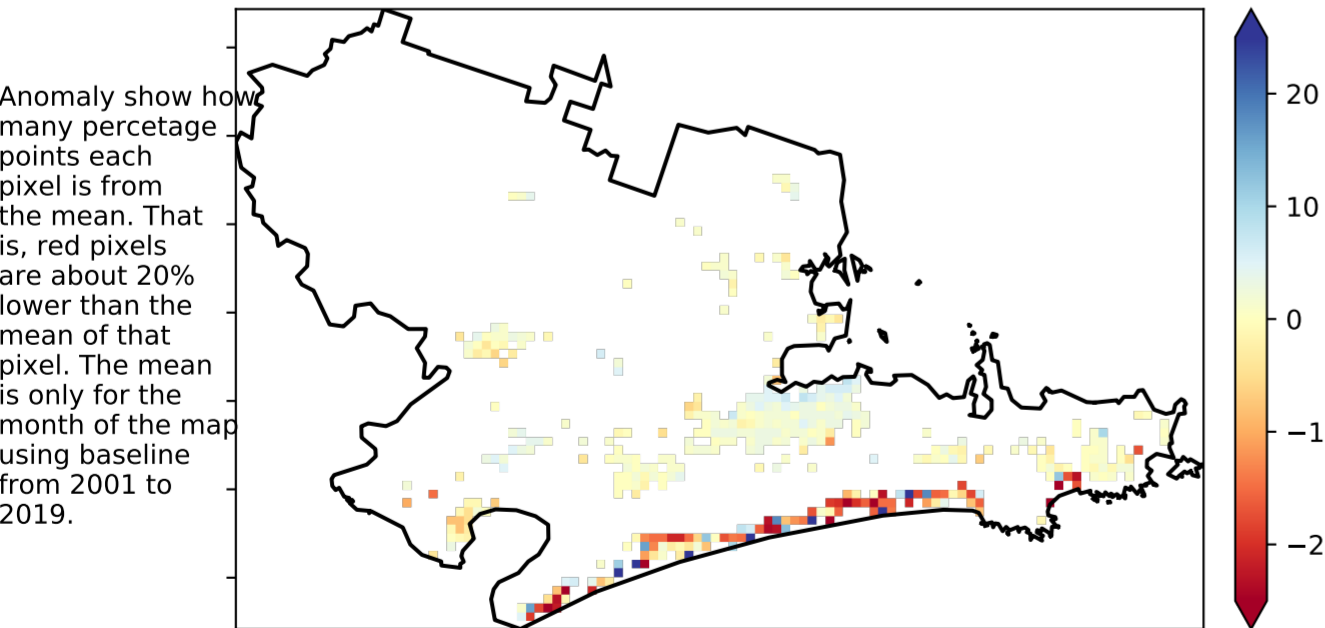 Anomaly show how
many percetage
points each
pixel is from
the mean. That
is, red pixels
are about 20%
lower than the
mean of that
pixel. The mean
is only for the
month of the map
using baseline
from 2001 to
2019.
20
10
0
−1
−2